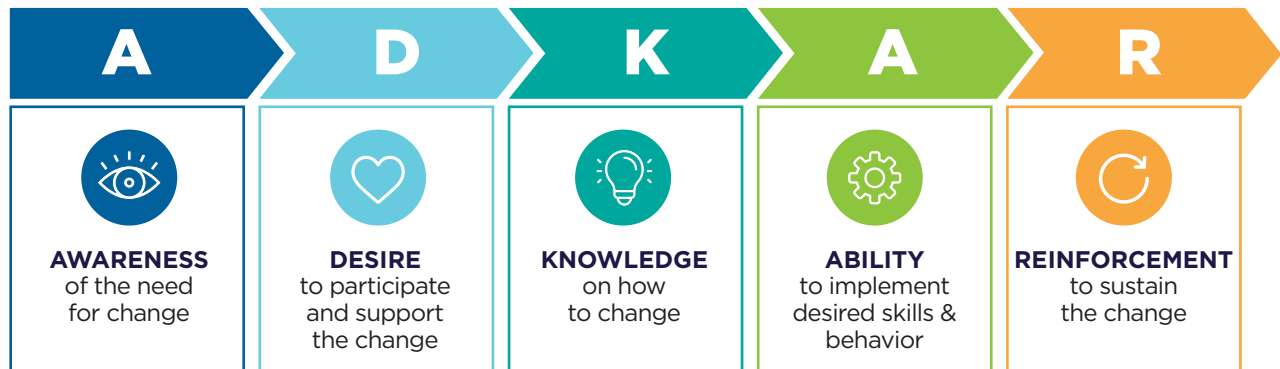 A
D
K
A
R
AWARENESS
of the need
for change
DESIRE
to participate
and support
the change
KNOWLEDGE
on how
to change
ABILITY
to implement
desired skills &
behavior
REINFORCEMENT
to sustain
the change